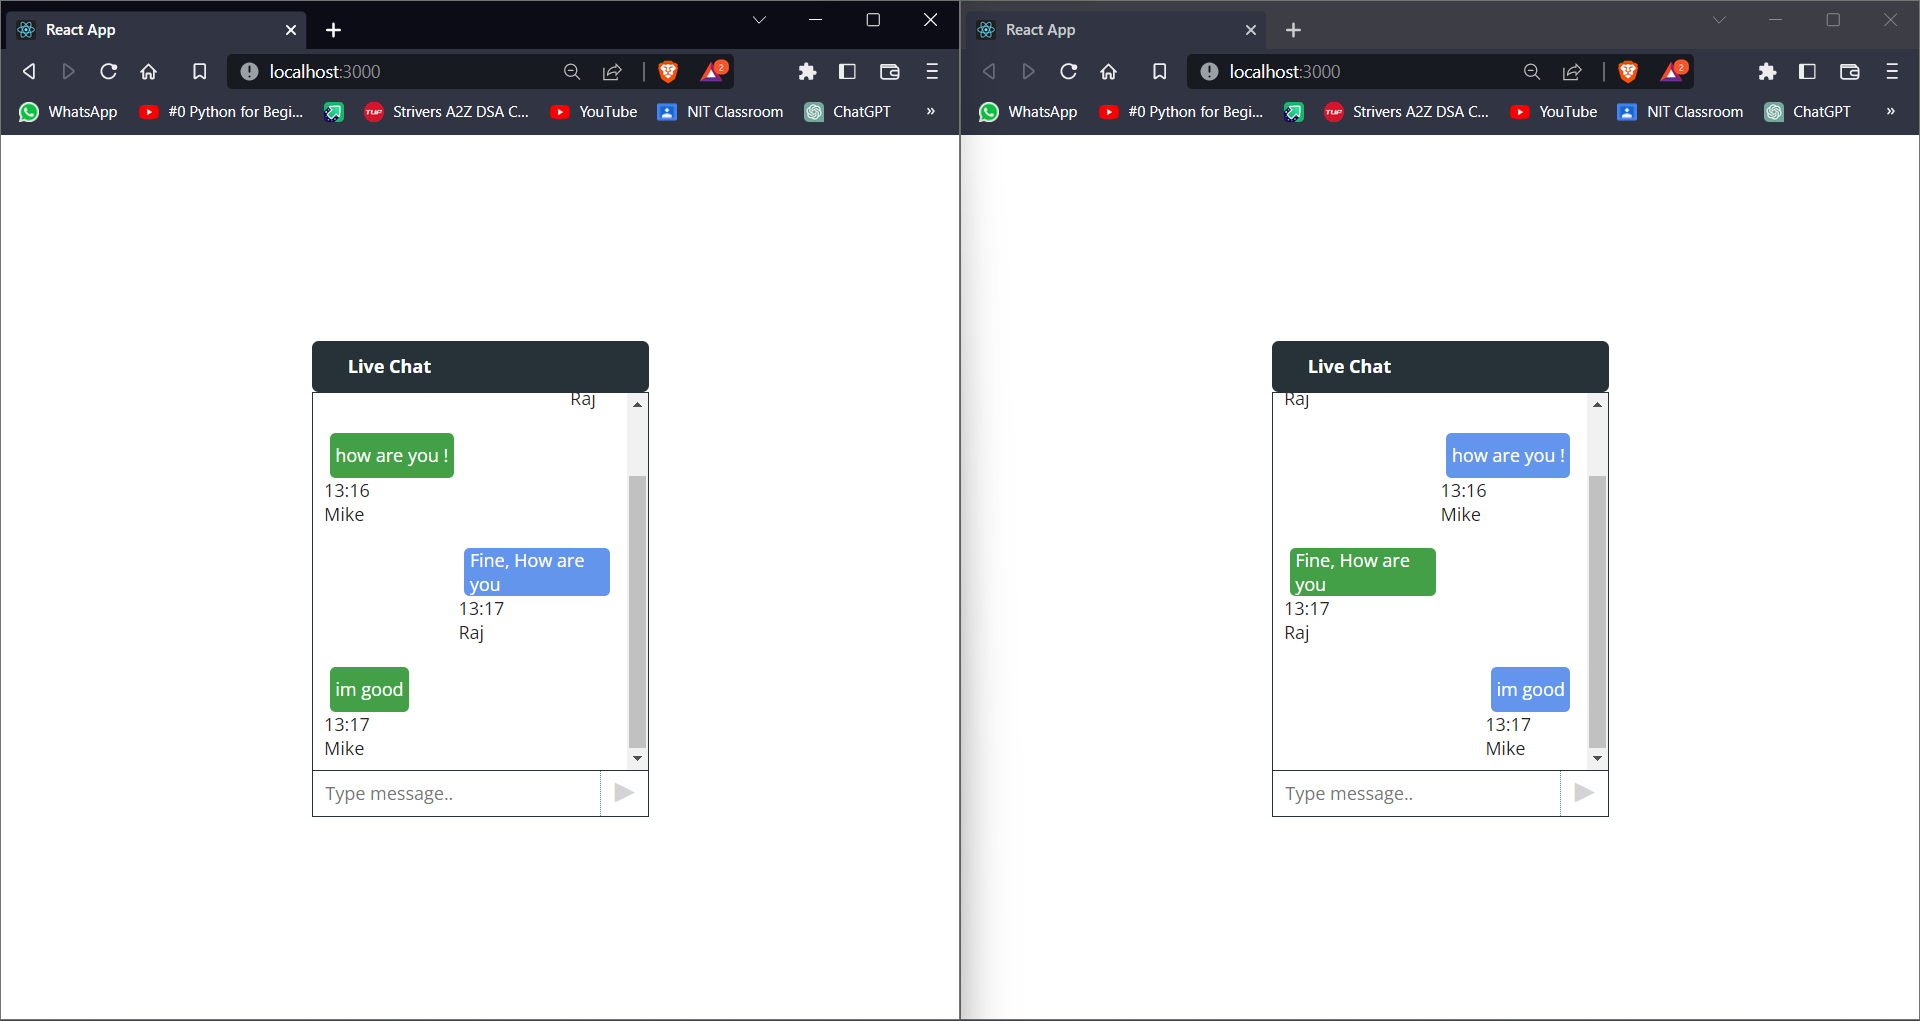 React App
localhost:3000
2
WhatsApp
#0 Python for Begi...
TUF
Strivers A2Z DSA C...
YouTube
NIT Classroom
ChatGPT
»
Live Chat
Raj
how are you !
13:16
Mike
Fine, How are
you
13:17
Raj
im good
13:17
Mike
Type message..
React App
localhost:3000
2
WhatsApp
#0 Python for Begi...
TUF
Strivers A2Z DSA C...
YouTube
NIT Classroom
ChatGPT
»
Live Chat
Raj
how are you !
13:16
Mike
Fine, How are
you
13:17
Raj
im good
13:17
Mike
Type message..